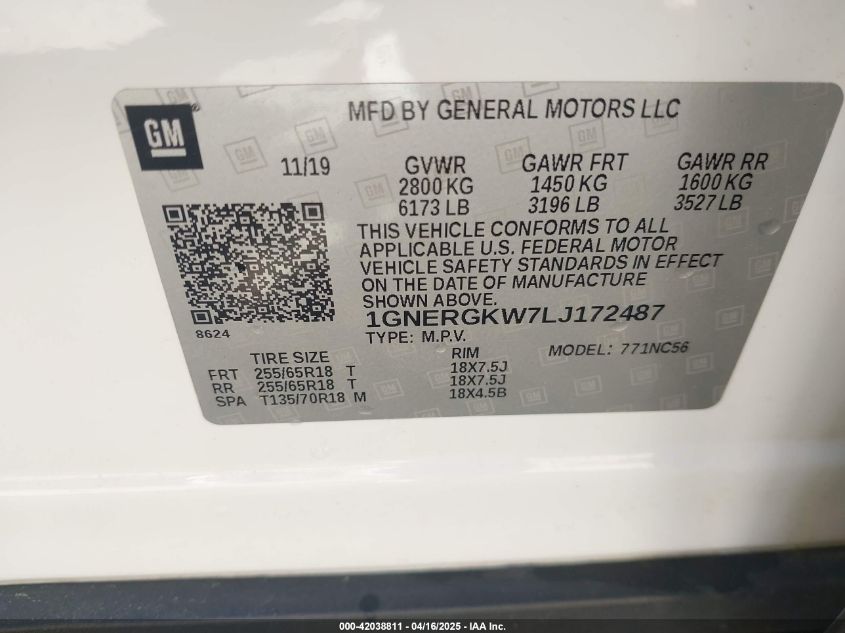 MFD BY GENERAL MOTORS LLC
GM
11/19 GVWR GAWR FRT GAWR RR
2800 KG 1450 KG 1600 KG
6173 LB 3196 LB 3527 LB
THIS VEHICLE CONFORMS TO ALL
APPLICABLE U.S. FEDERAL MOTOR
VEHICLE SAFETY STANDARDS IN EFFECT
ON THE DATE OF MANUFACTURE
SHOWN ABOVE.
1GNERGKW7LJ172487
8624
TYPE: M.P.V.
TIRE SIZE RIM MODEL: 771NC56
FRT 255/65R18 T 18X7.5J
RR 255/65R18 T 18X7.5J
SPA T135/70R18 M 18X4.5B
000-42038811 - 04/16/2025 - IAA Inc.